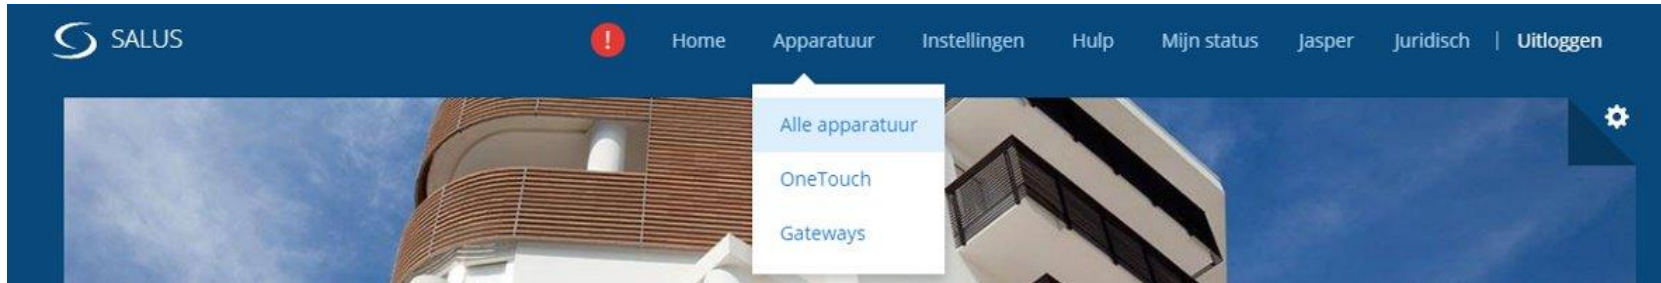 SALUS
! Home Apparatuur Instellingen Hulp Mijn status Jasper Juridisch | Uitloggen
Alle apparatuur
OneTouch
Gateways